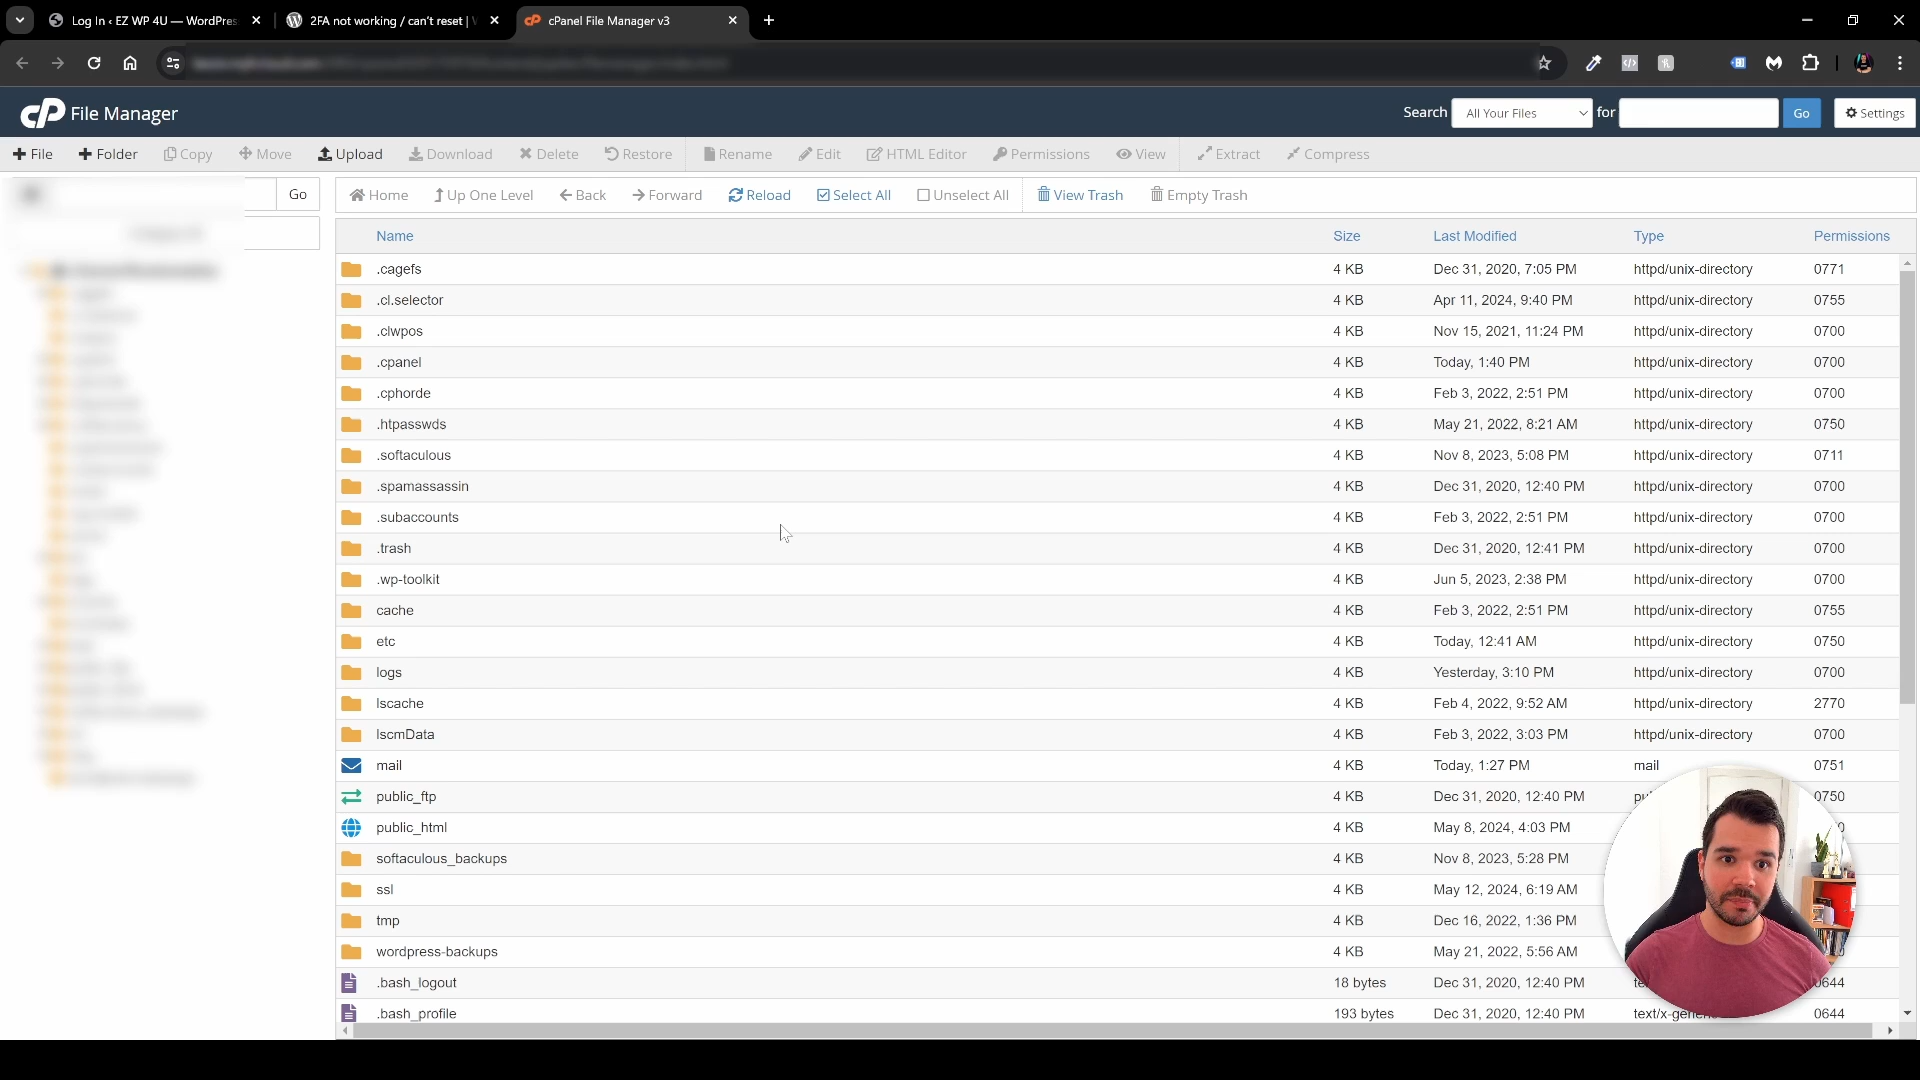 Log In ‹ EZ WP 4U — WordPres
2FA not working / can't reset |
cPanel File Manager v3
cP File Manager
Search All Your Files for Go Settings
File Folder Copy Move Upload Download Delete Restore Rename Edit HTML Editor Permissions View Extract Compress
Go
Home Up One Level Back Forward Reload Select All Unselect All View Trash Empty Trash
Name Size Last Modified Type Permissions
.cagefs 4 KB Dec 31, 2020, 7:05 PM httpd/unix-directory 0771
.cl.selector 4 KB Apr 11, 2024, 9:40 PM httpd/unix-directory 0755
.clwpos 4 KB Nov 15, 2021, 11:24 PM httpd/unix-directory 0700
.cpanel 4 KB Today, 1:40 PM httpd/unix-directory 0700
.cphorde 4 KB Feb 3, 2022, 2:51 PM httpd/unix-directory 0700
.htpasswds 4 KB May 21, 2022, 8:21 AM httpd/unix-directory 0750
.softaculous 4 KB Nov 8, 2023, 5:08 PM httpd/unix-directory 0711
.spamassassin 4 KB Dec 31, 2020, 12:40 PM httpd/unix-directory 0700
.subaccounts 4 KB Feb 3, 2022, 2:51 PM httpd/unix-directory 0700
.trash 4 KB Dec 31, 2020, 12:41 PM httpd/unix-directory 0700
.wp-toolkit 4 KB Jun 5, 2023, 2:38 PM httpd/unix-directory 0700
cache 4 KB Feb 3, 2022, 2:51 PM httpd/unix-directory 0755
etc 4 KB Today, 12:41 AM httpd/unix-directory 0750
logs 4 KB Yesterday, 3:10 PM httpd/unix-directory 0700
lscache 4 KB Feb 4, 2022, 9:52 AM httpd/unix-directory 2770
lscmData 4 KB Feb 3, 2022, 3:03 PM httpd/unix-directory 0700
mail 4 KB Today, 1:27 PM mail 0751
public_ftp 4 KB Dec 31, 2020, 12:40 PM 0750
public_html 4 KB May 8, 2024, 4:03 PM
softaculous_backups 4 KB Nov 8, 2023, 5:28 PM
ssl 4 KB May 12, 2024, 6:19 AM
tmp 4 KB Dec 16, 2022, 1:36 PM
wordpress-backups 4 KB May 21, 2022, 5:56 AM
.bash_logout 18 bytes Dec 31, 2020, 12:40 PM 0644
.bash_profile 193 bytes Dec 31, 2020, 12:40 PM text/x-gene 0644